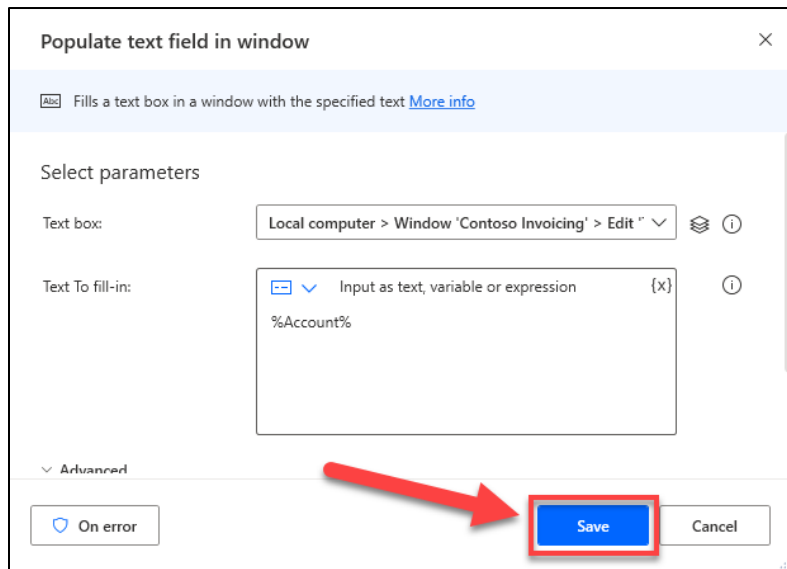 Populate text field in window
Abc Fills a text box in a window with the specified text More info
Select parameters
Text box: Local computer > Window 'Contoso Invoicing' > Edit '
Text To fill-in: Input as text, variable or expression {x}
%Account%
Advanced
On error Save Cancel